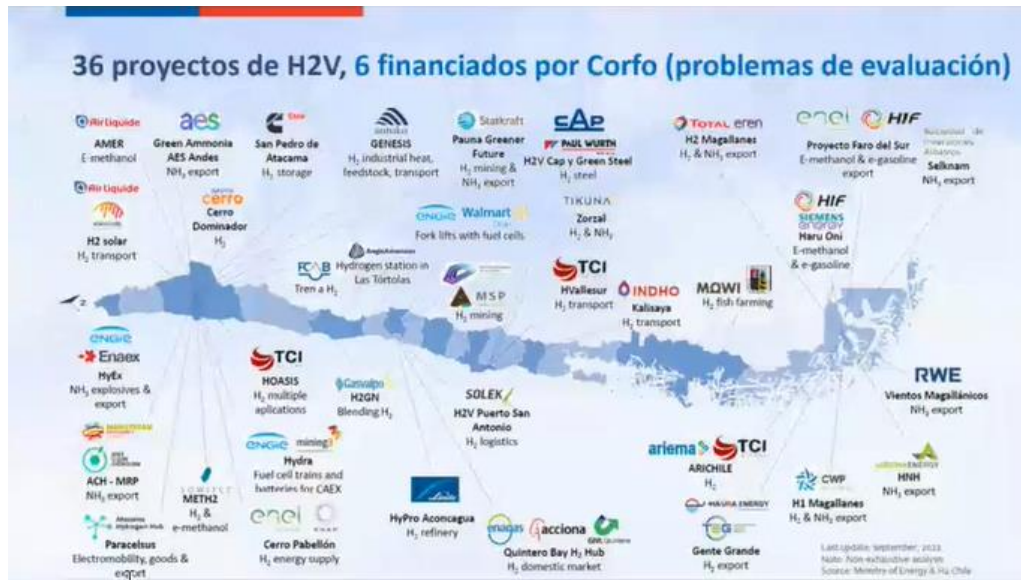 36 proyectos de H2V, 6 financiados por Corfo (problemas de evaluación)
Air Liquide
AMER
E-methanol
aes
Green Ammonia
AES Andes
NH₃ export
San Pedro de
Atacama
H₂ storage
GENESIS
H₂ industrial heat,
feedstock, transport
Statkraft
Pauna Greener
Future
H₂ mining &
NH₃ export
CAP
PAUL WURTH
H2V Cap y Green Steel
H₂ steel
TOTAL eren
H2 Magallanes
H₂ & NH₃ export
enel
HIF
Proyecto Faro del Sur
E-methanol & e-gasoline
export
Selknam
NH₃ export
Air Liquide
H2 solar
H₂ transport
cerro
Cerro
Dominador
H₂
ENGIE
Walmart
Fork lifts with fuel cells
TIKUNA
Zorzal
H₂ & NH₃
HIF
SIEMENS
energy
Haru Oni
E-methanol
& e-gasoline
FCAB
Tren a H₂
AngloAmerican
Hydrogen station in
Las Tórtolas
MSP
H₂ mining
TCI
HVallesur
H₂ transport
INDHO
Kalisaya
H₂ transport
MOWI
H₂ fish farming
Z
ENGIE
Enaex
HyEx
NH₃ explosives &
export
TCI
HOASIS
H₂ multiple
aplications
Gasvalpo
H2GN
Blending H₂
SOLEK
H2V Puerto San
Antonio
H₂ logistics
RWE
Vientos Magallánicos
NH₃ export
ACH - MRP
NH₃ export
METH2
H₂ &
e-methanol
ENGIE
mining3
Hydra
Fuel cell trains and
batteries for CAEX
Linde
HyPro Aconcagua
H₂ refinery
ariema
TCI
ARICHILE
H₂
CWP
H1 Magallanes
H₂ & NH₃ export
HNH
NH₃ export
Atacama
Hydrogen Hub
Paracelsus
Electromobility, goods &
export
enel
Cerro Pabellón
H₂ energy supply
enagas
acciona
GNL Quintero
Quintero Bay H₂ Hub
H₂ domestic market
TEG
Gente Grande
H₂ export
Last update: september, 2022
Note: Non-exhaustive analysis
Source: Ministry of Energy & H2 Chile